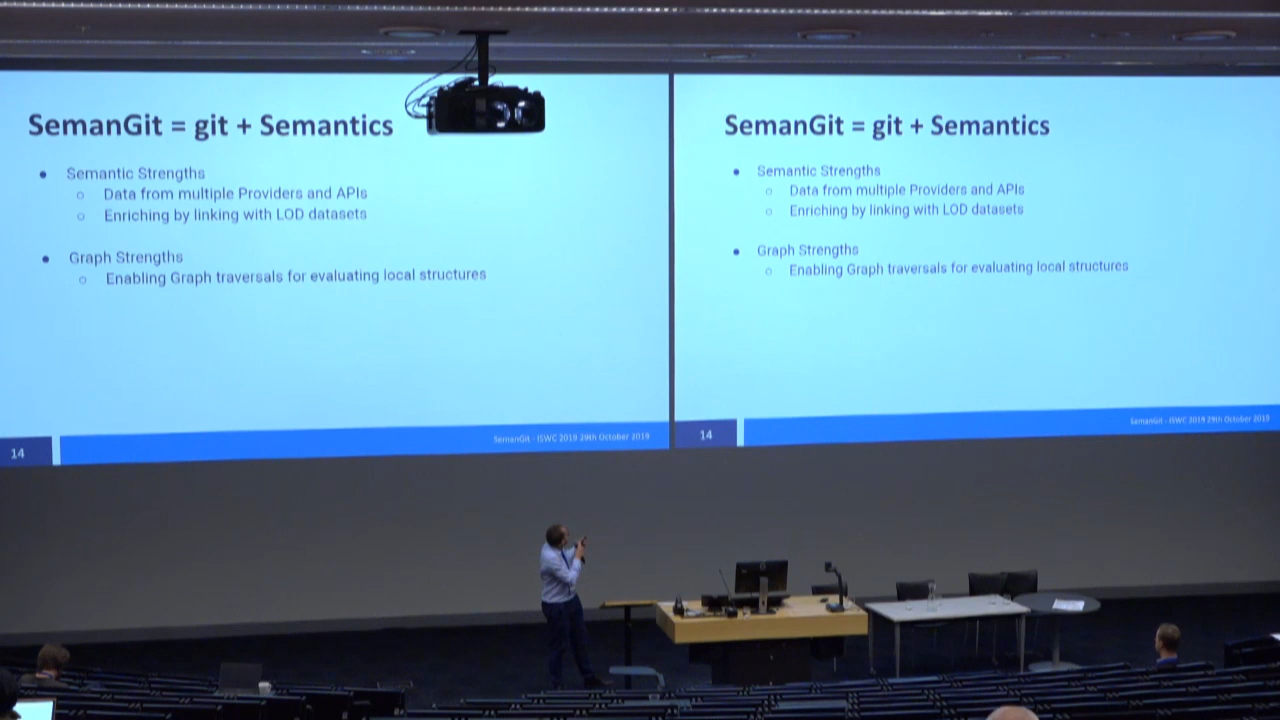 SemanGit = git + Semantics
● Semantic Strengths
○ Data from multiple Providers and APIs
○ Enriching by linking with LOD datasets
● Graph Strengths
○ Enabling Graph traversals for evaluating local structures
14
SemanGit - ISWC 2019 29th October 2019
SemanGit = git + Semantics
● Semantic Strengths
○ Data from multiple Providers and APIs
○ Enriching by linking with LOD datasets
● Graph Strengths
○ Enabling Graph traversals for evaluating local structures
14
SemanGit - ISWC 2019 29th October 2019